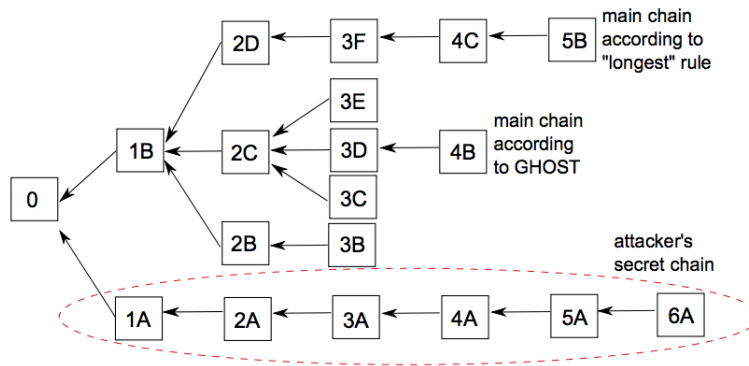 2D
3F
4C
5B
main chain
according to
"longest" rule
3E
1B
2C
3D
4B
main chain
according
to GHOST
0
3C
2B
3B
attacker's
secret chain
1A
2A
3A
4A
5A
6A